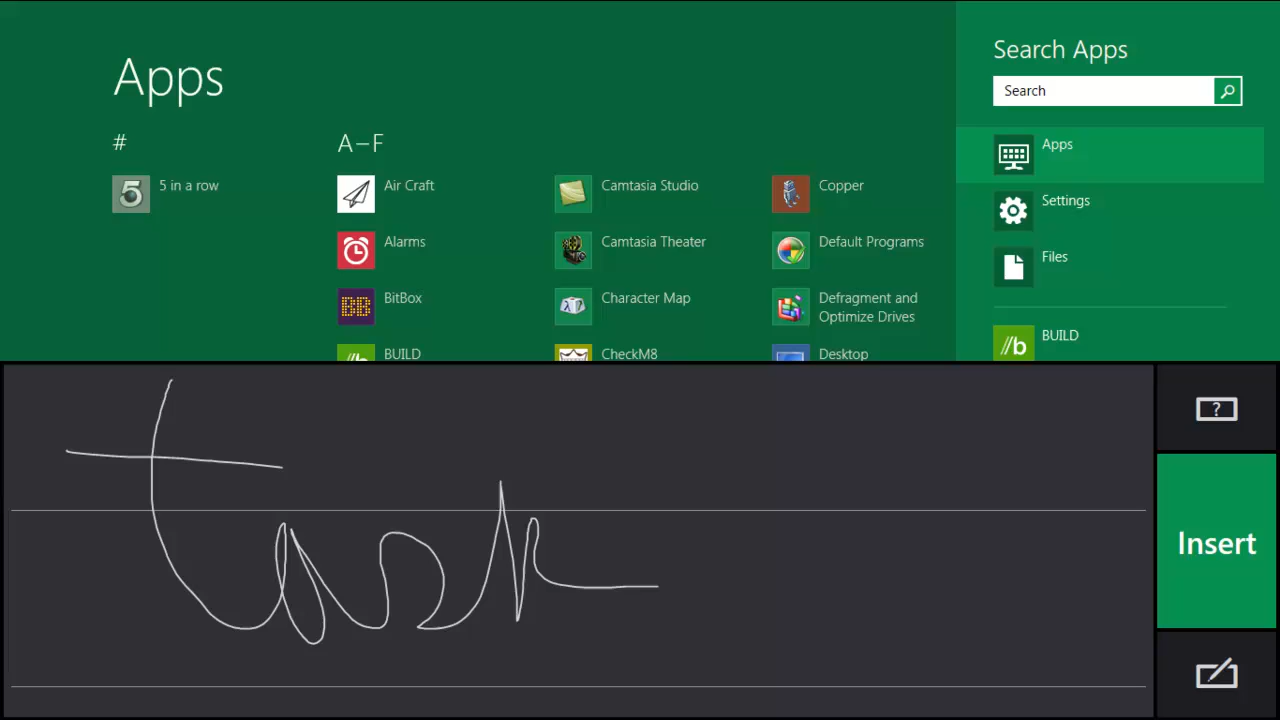 Apps
Search Apps
Search
#
5 in a row
A–F
Air Craft
Alarms
BitBox
BUILD
Camtasia Studio
Camtasia Theater
Character Map
CheckM8
Copper
Default Programs
Defragment and
Optimize Drives
Desktop
Apps
Settings
Files
//b
BUILD
task
?
Insert